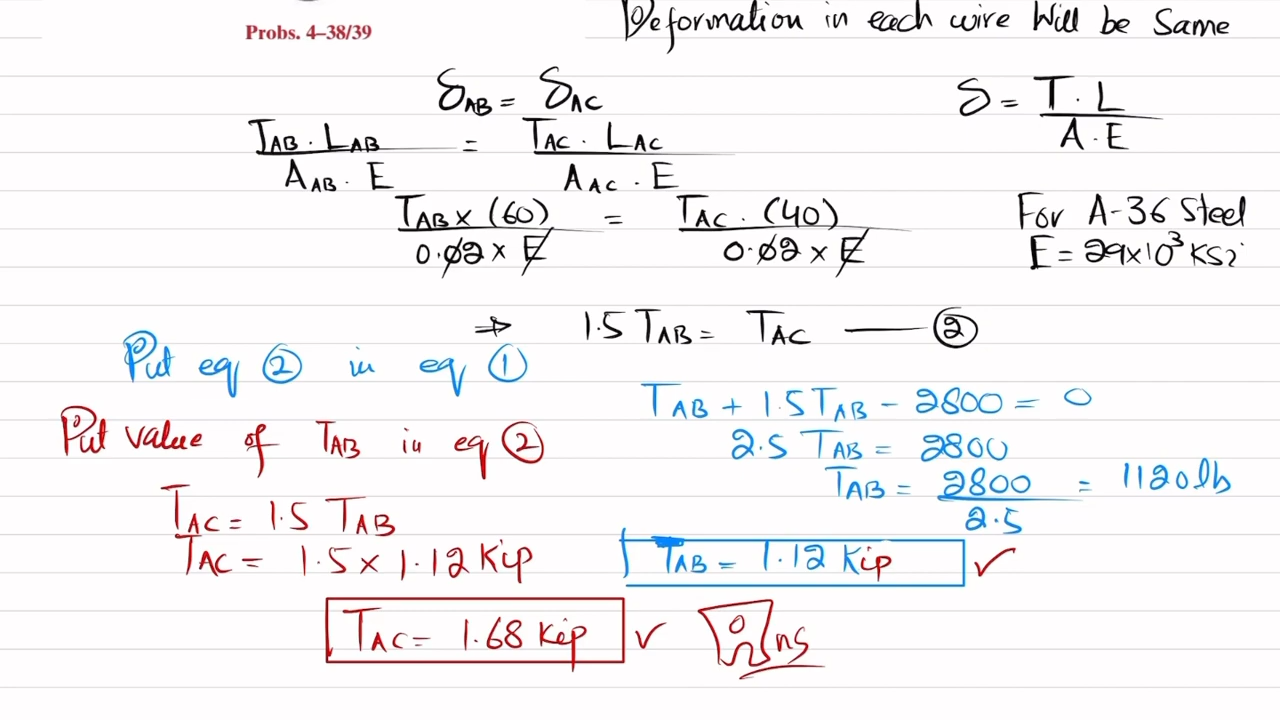 Deformation in each wire will be Same
Probs. 4–38/39
δAB = δAC
δ = T · L / A · E
TAB · LAB / AAB · E = TAC · LAC / AAC · E
TAB × (60) / 0.02 × E = TAC · (40) / 0.02 × E
For A-36 Steel
E = 29×10³ Ksi
⇒ 1.5 TAB = TAC —— ②
Put eq ② in eq ①
TAB + 1.5 TAB - 2800 = 0
2.5 TAB = 2800
TAB = 2800 / 2.5 = 1120 lb
TAB = 1.12 Kip ✓
Put value of TAB in eq ②
TAC = 1.5 TAB
TAC = 1.5 × 1.12 Kip
TAC = 1.68 Kip ✓